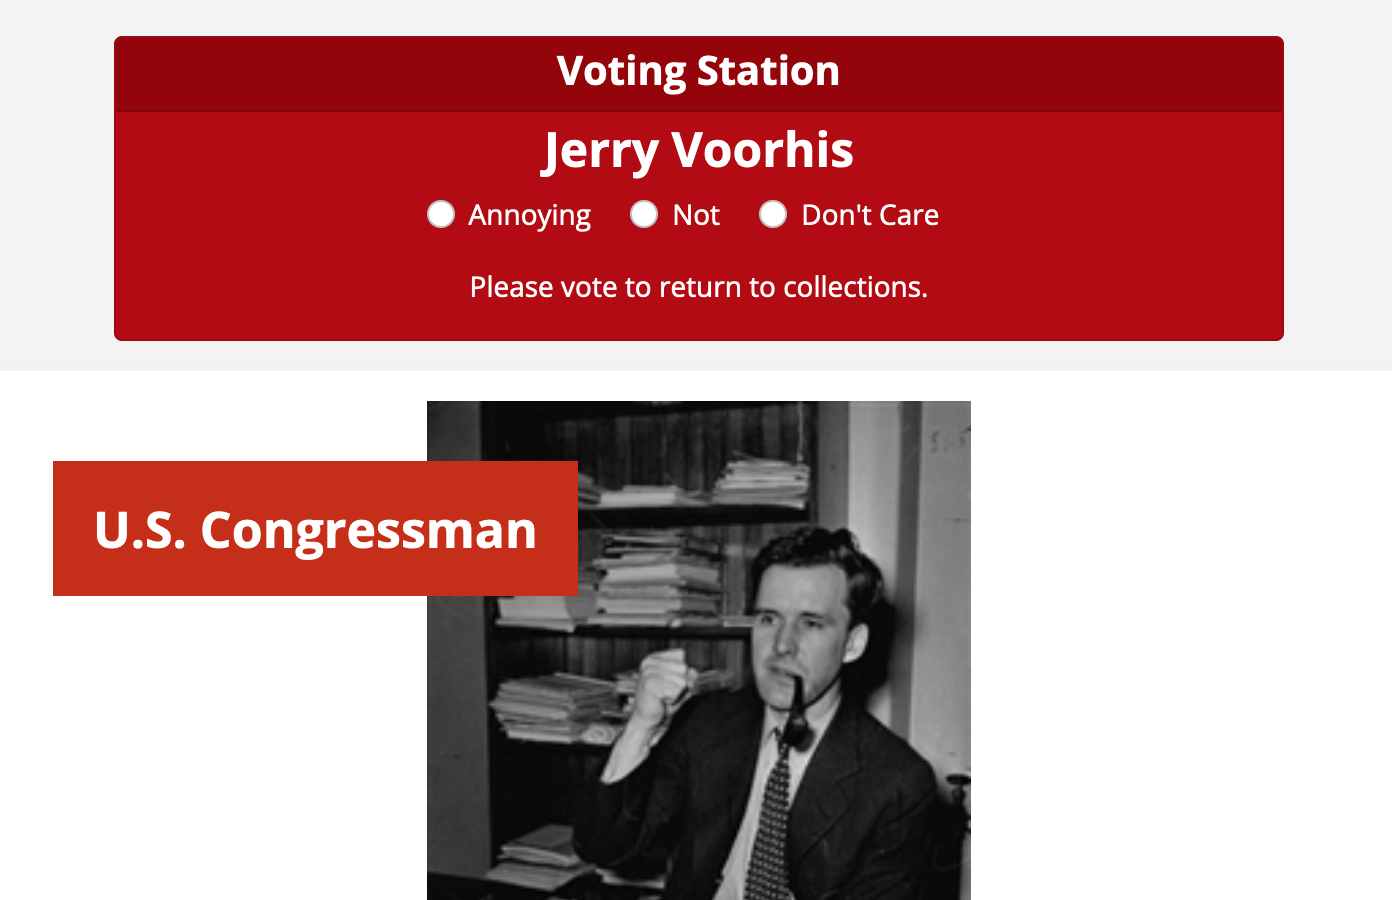 Voting Station
Jerry Voorhis
Annoying Not Don't Care
Please vote to return to collections.
U.S. Congressman